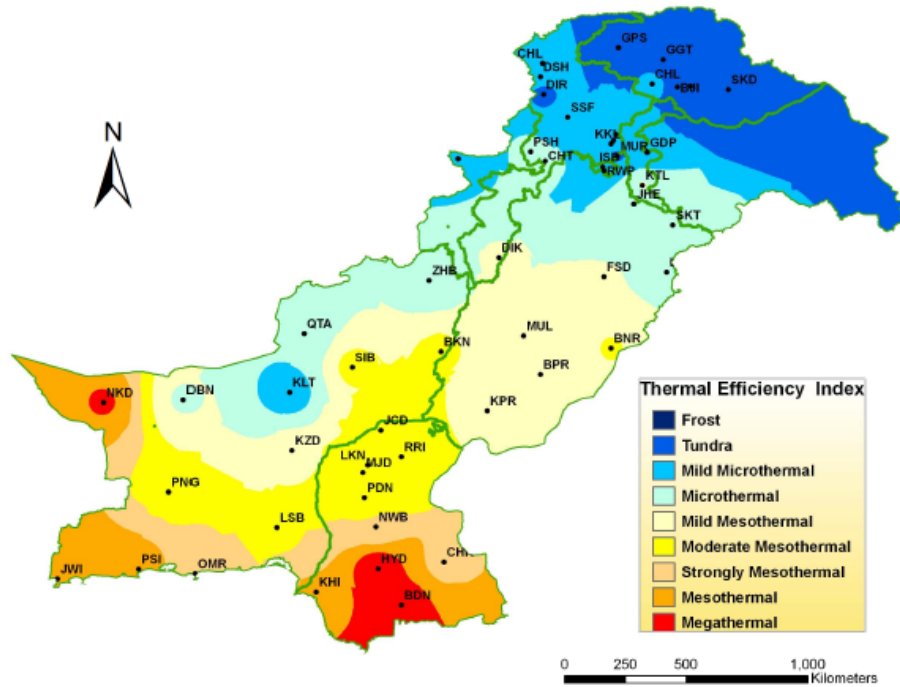 GPS
GGT
CHL
DSH
CHL
SKD
DIR
SSF
KKL
MUR
GDP
PSH
CHT
ISB
RWP
KTL
JHE
SKT
DIK
ZHB
FSD
QTA
MUL
BKN
BNR
SIB
BPR
NKD
DBN
KLT
KPR
JCD
KZD
LKN
RRI
MJD
PNG
PDN
LSB
NWB
JWI
PSI
OMR
KHI
HYD
BDN
N
Thermal Efficiency Index
Frost
Tundra
Mild Microthermal
Microthermal
Mild Mesothermal
Moderate Mesothermal
Strongly Mesothermal
Mesothermal
Megathermal
0 250 500 1,000
Kilometers